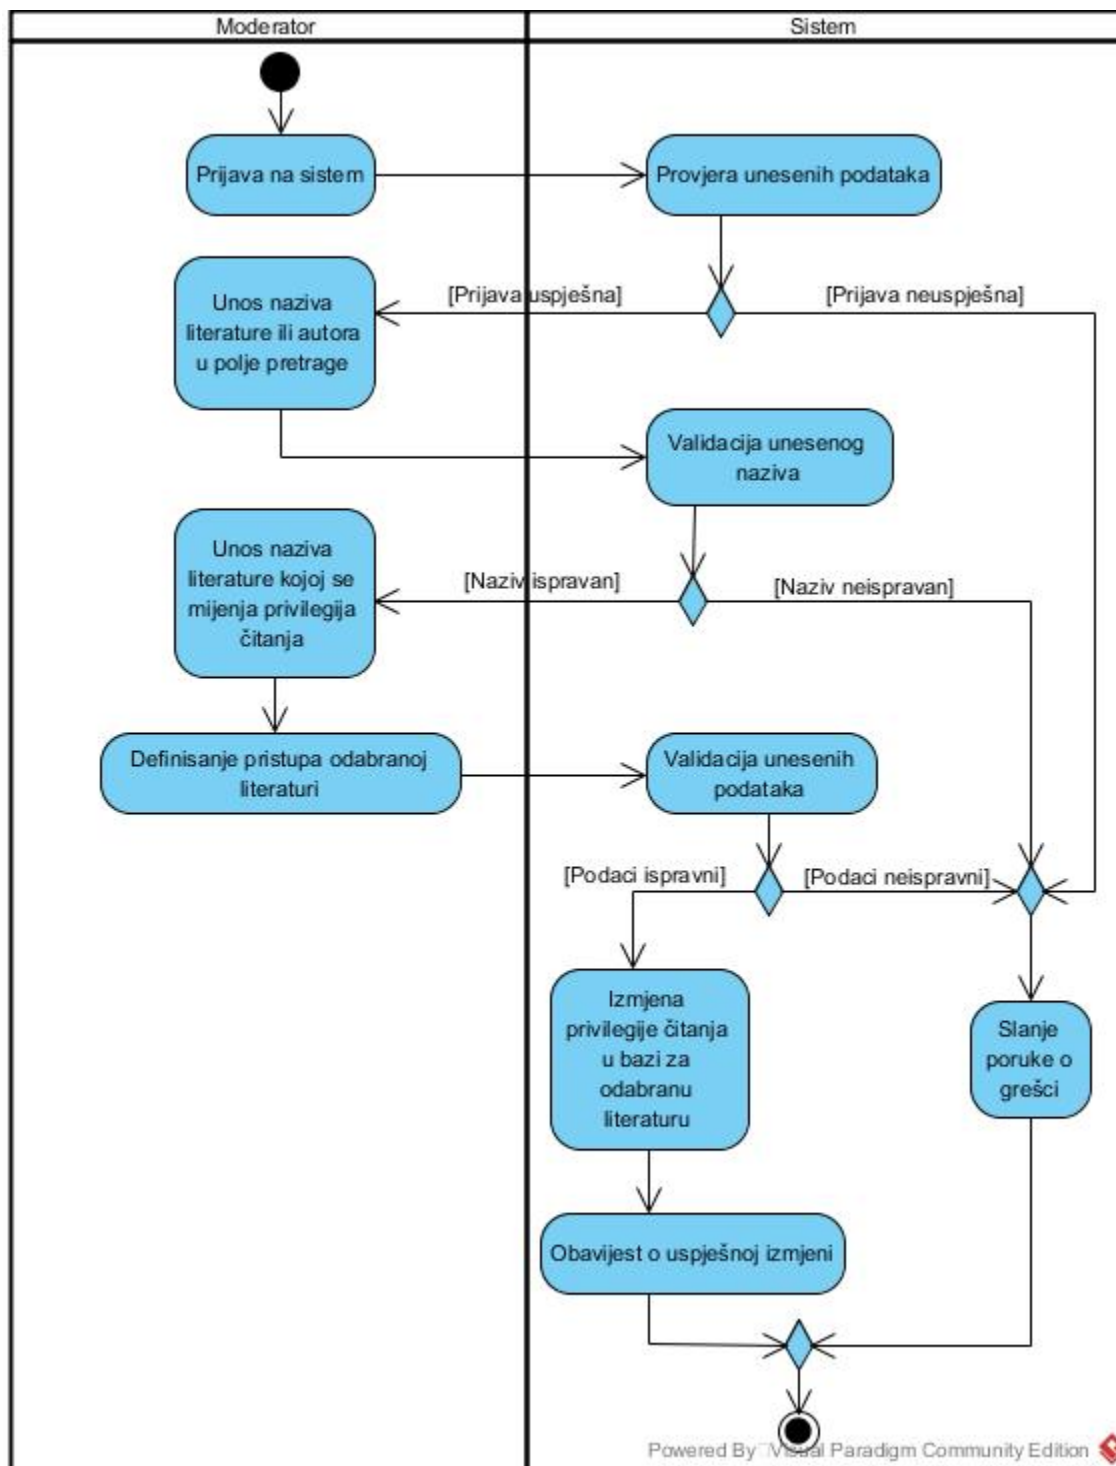 Moderator
Sistem
Prijava na sistem
Provjera unesenih podataka
[Prijava uspješna]
[Prijava neuspješna]
Unos naziva
literature ili autora
u polje pretrage
Validacija unesenog
naziva
Unos naziva
literature kojoj se
mijenja privilegija
čitanja
[Naziv ispravan]
[Naziv neispravan]
Definisanje pristupa odabranoj
literaturi
Validacija unesenih
podataka
[Podaci ispravni]
[Podaci neispravni]
Izmjena
privilegije čitanja
u bazi za
odabranu
literaturu
Slanje
poruke o
grešci
Obavijest o uspješnoj izmjeni
Powered By Visual Paradigm Community Edition